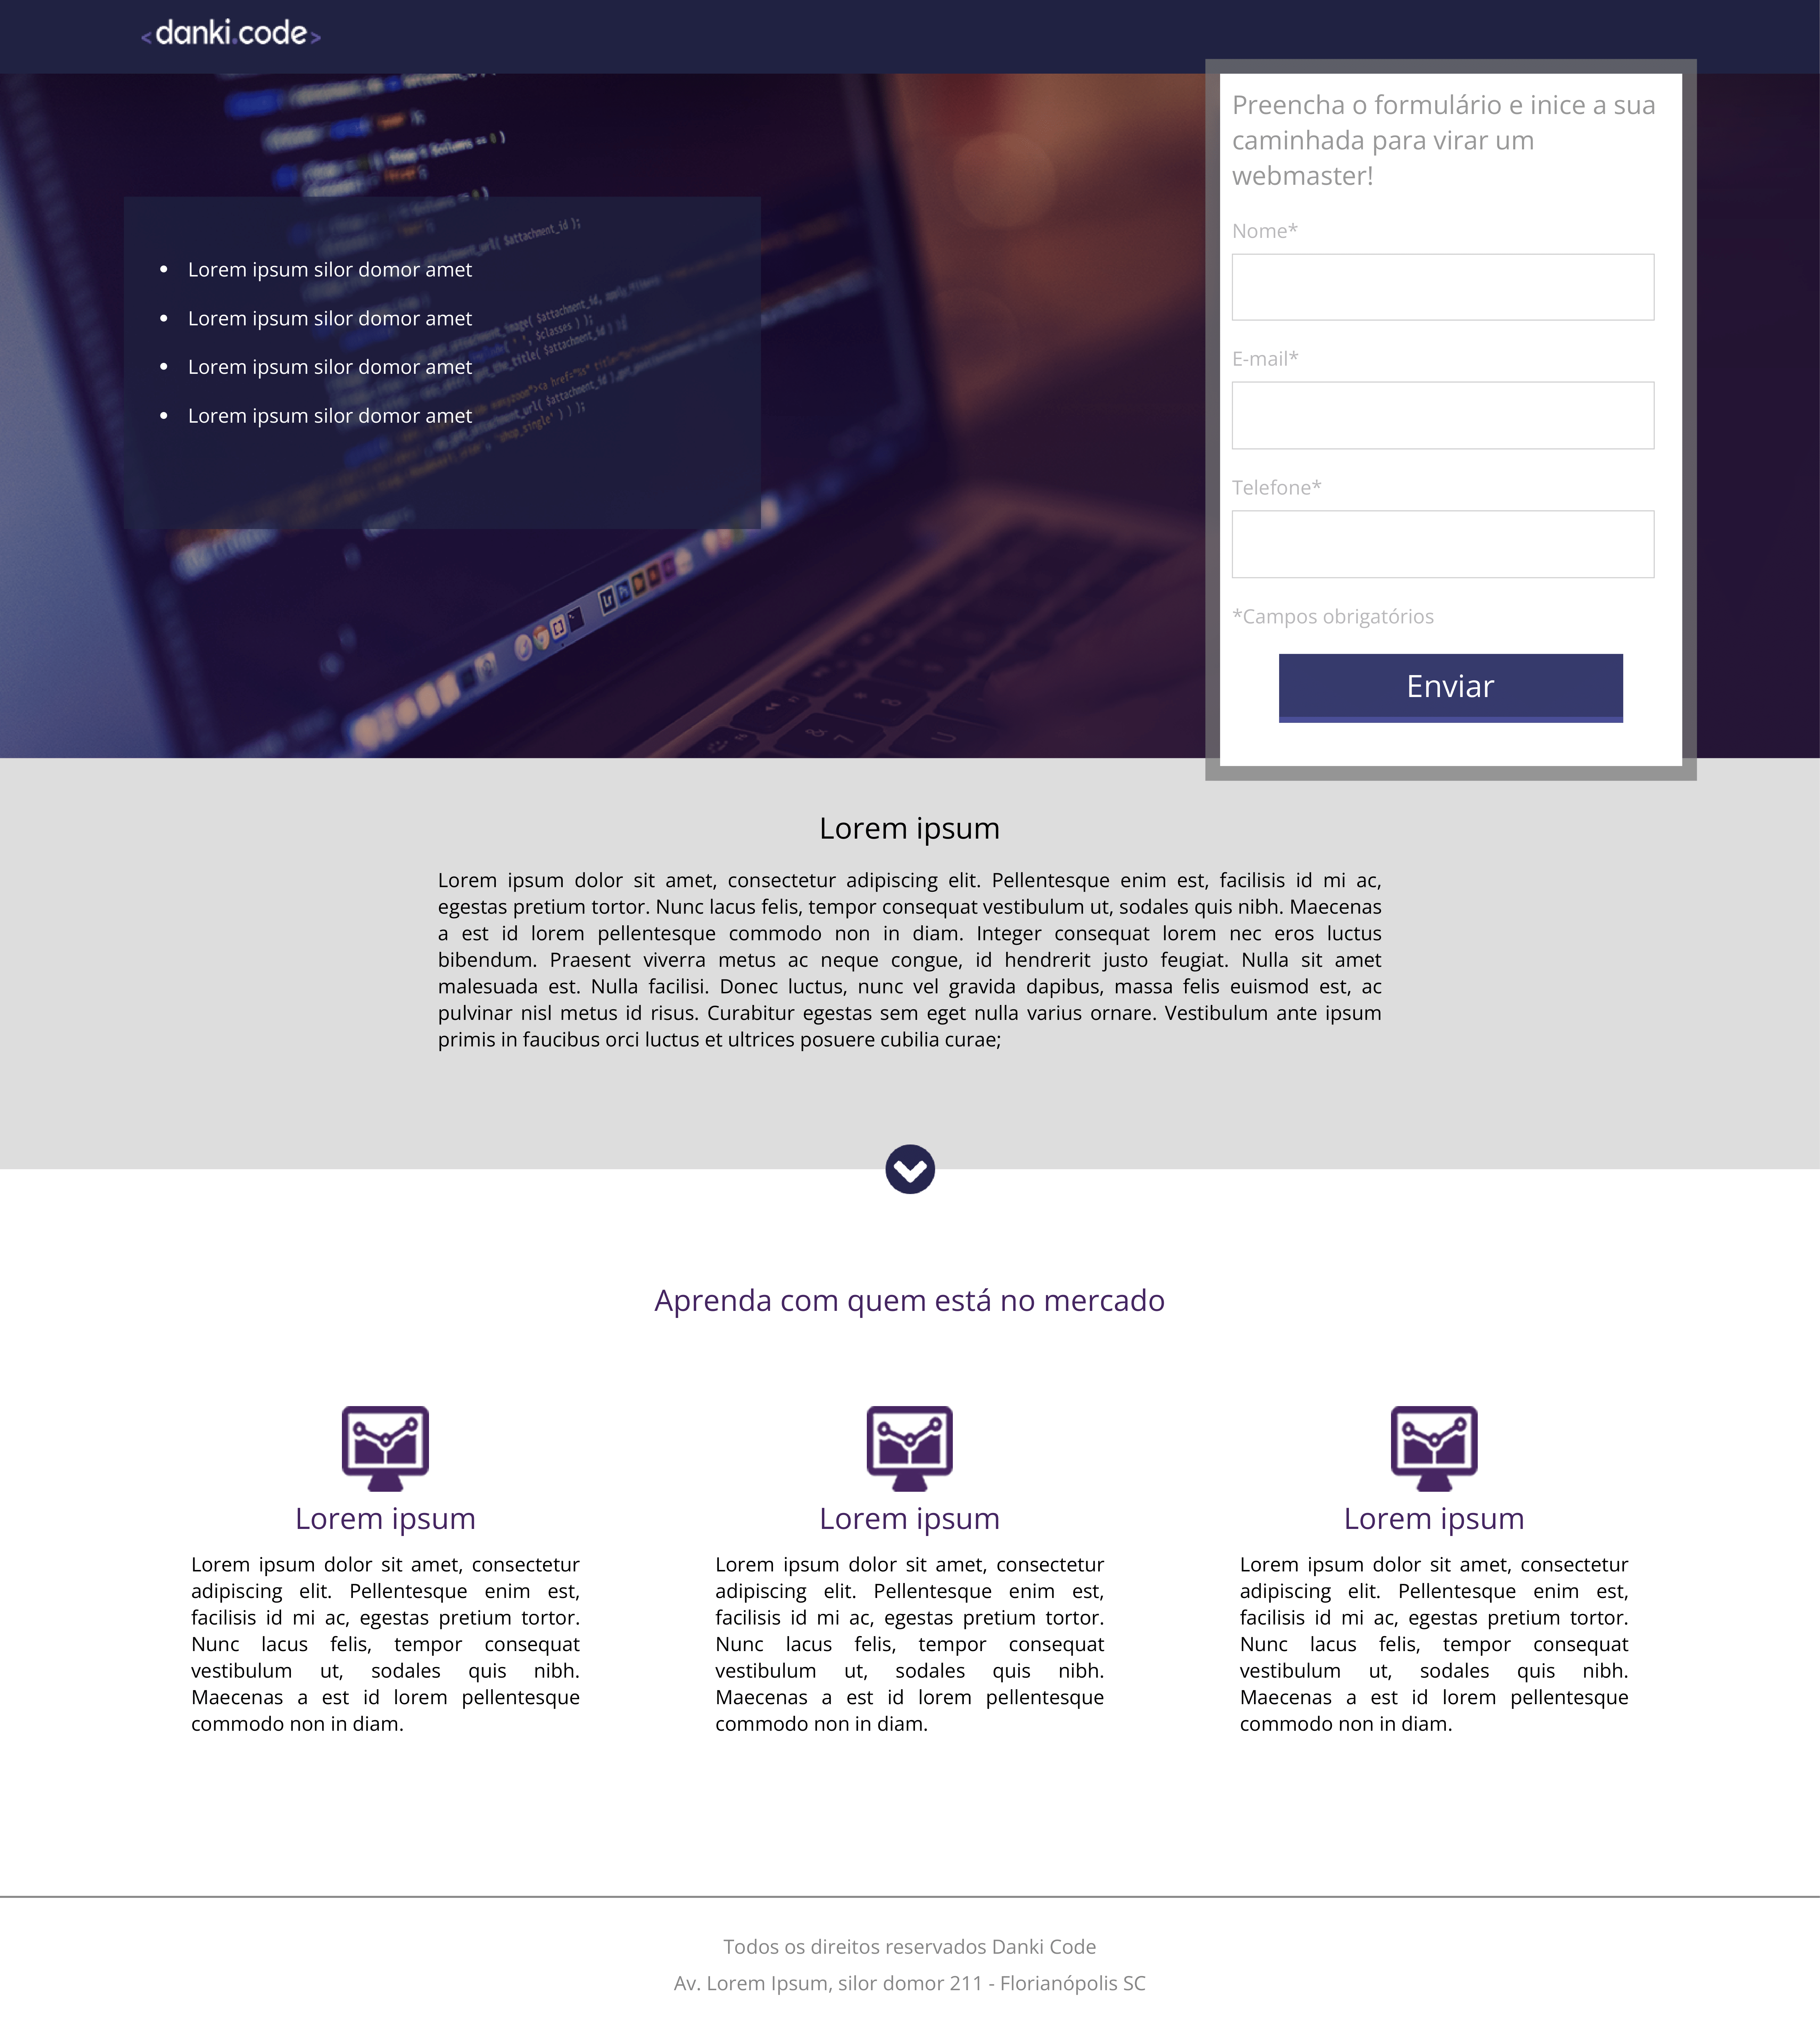 <danki.code>
$attachment_url( $attachment_id );
Lorem ipsum silor domor amet
Lorem ipsum silor domor amet
Lorem ipsum silor domor amet
Lorem ipsum silor domor amet
Preencha o formulário e inice a sua
caminhada para virar um
webmaster!
Nome*
E-mail*
Telefone*
*Campos obrigatórios
Enviar
Lorem ipsum
Lorem ipsum dolor sit amet, consectetur adipiscing elit. Pellentesque enim est, facilisis id mi ac,
egestas pretium tortor. Nunc lacus felis, tempor consequat vestibulum ut, sodales quis nibh. Maecenas
a est id lorem pellentesque commodo non in diam. Integer consequat lorem nec eros luctus
bibendum. Praesent viverra metus ac neque congue, id hendrerit justo feugiat. Nulla sit amet
malesuada est. Nulla facilisi. Donec luctus, nunc vel gravida dapibus, massa felis euismod est, ac
pulvinar nisl metus id risus. Curabitur egestas sem eget nulla varius ornare. Vestibulum ante ipsum
primis in faucibus orci luctus et ultrices posuere cubilia curae;
Aprenda com quem está no mercado
Lorem ipsum
Lorem ipsum dolor sit amet, consectetur
adipiscing elit. Pellentesque enim est,
facilisis id mi ac, egestas pretium tortor.
Nunc lacus felis, tempor consequat
vestibulum ut, sodales quis nibh.
Maecenas a est id lorem pellentesque
commodo non in diam.
Lorem ipsum
Lorem ipsum dolor sit amet, consectetur
adipiscing elit. Pellentesque enim est,
facilisis id mi ac, egestas pretium tortor.
Nunc lacus felis, tempor consequat
vestibulum ut, sodales quis nibh.
Maecenas a est id lorem pellentesque
commodo non in diam.
Lorem ipsum
Lorem ipsum dolor sit amet, consectetur
adipiscing elit. Pellentesque enim est,
facilisis id mi ac, egestas pretium tortor.
Nunc lacus felis, tempor consequat
vestibulum ut, sodales quis nibh.
Maecenas a est id lorem pellentesque
commodo non in diam.
Todos os direitos reservados Danki Code
Av. Lorem Ipsum, silor domor 211 - Florianópolis SC